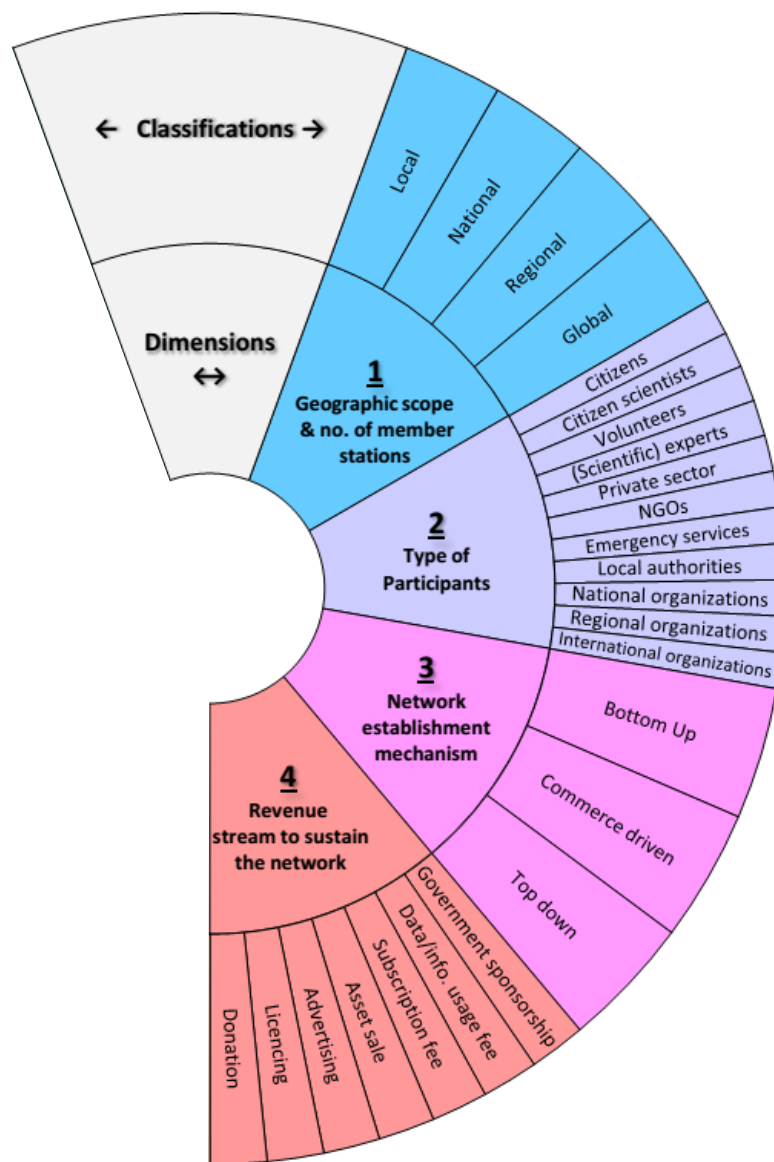 ← Classifications →
Dimensions
↔
1
Geographic scope
& no. of member
stations
Local
National
Regional
Global
2
Type of
Participants
Citizens
Citizen scientists
Volunteers
(Scientific) experts
Private sector
NGOs
Emergency services
Local authorities
National organizations
Regional organizations
International organizations
3
Network
establishment
mechanism
Bottom Up
Commerce driven
Top down
4
Revenue
stream to sustain
the network
Government sponsorship
Data/info. usage fee
Subscription fee
Asset sale
Advertising
Licencing
Donation